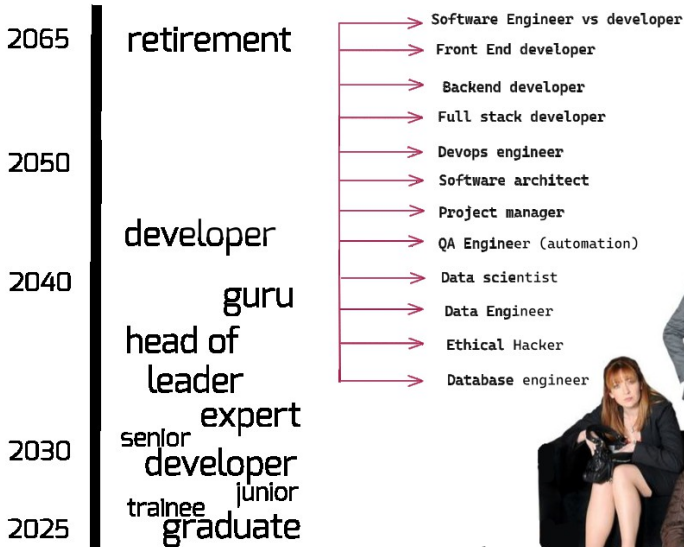 2065
retirement
2050
developer
2040
guru
head of
leader
expert
senior
2030
developer
junior
trainee
2025
graduate
Software Engineer vs developer
Front End developer
Backend developer
Full stack developer
Devops engineer
Software architect
Project manager
QA Engineer (automation)
Data scientist
Data Engineer
Ethical Hacker
Database engineer